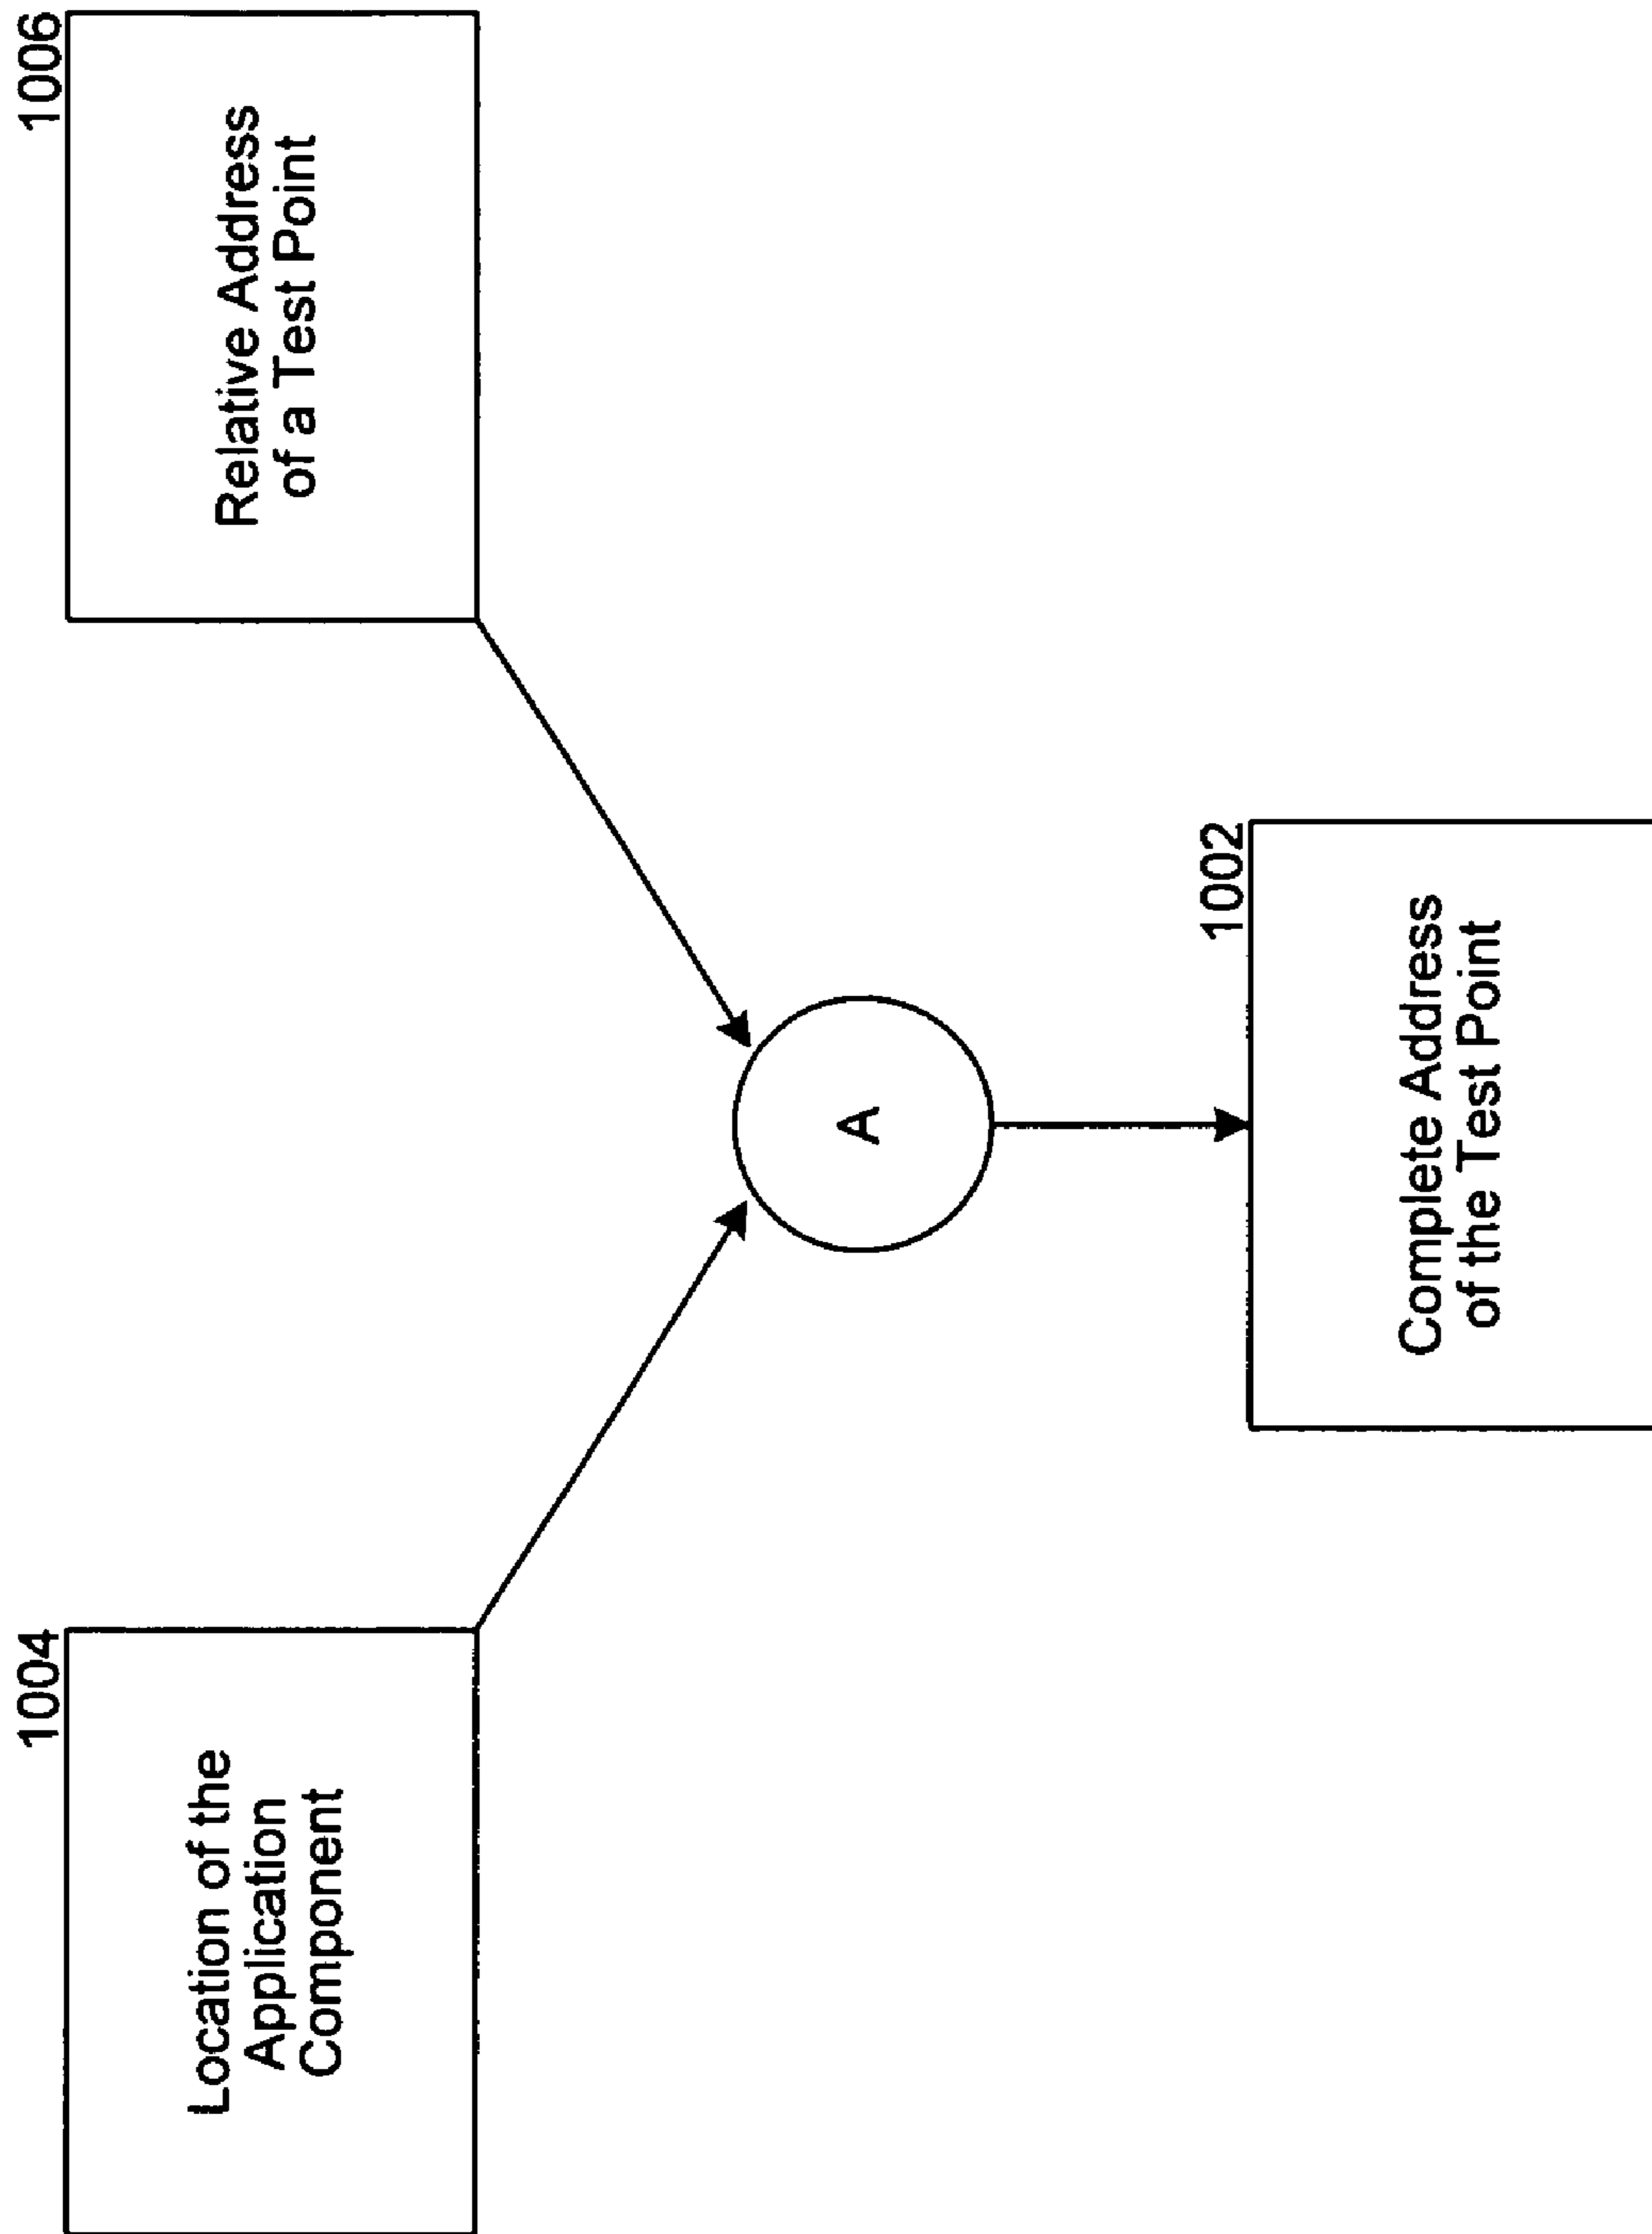 1004
Location of the
Application
Component
1006
Relative Address
of a Test Point
A
1002
Complete Address
of the Test Point